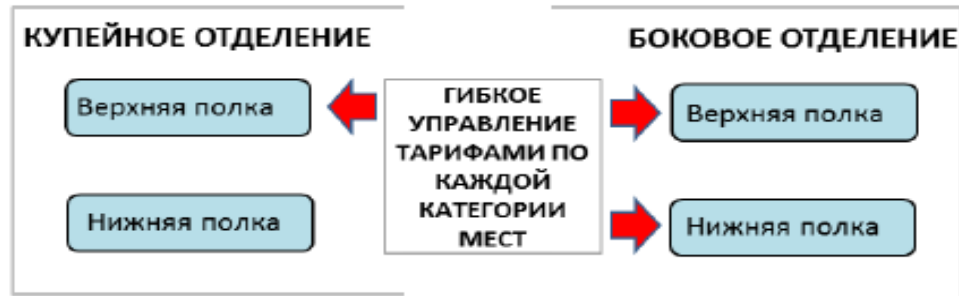 КУПЕЙНОЕ ОТДЕЛЕНИЕ
Верхняя полка
Нижняя полка
ГИБКОЕ
УПРАВЛЕНИЕ
ТАРИФАМИ ПО
КАЖДОЙ
КАТЕГОРИИ
МЕСТ
БОКОВОЕ ОТДЕЛЕНИЕ
Верхняя полка
Нижняя полка